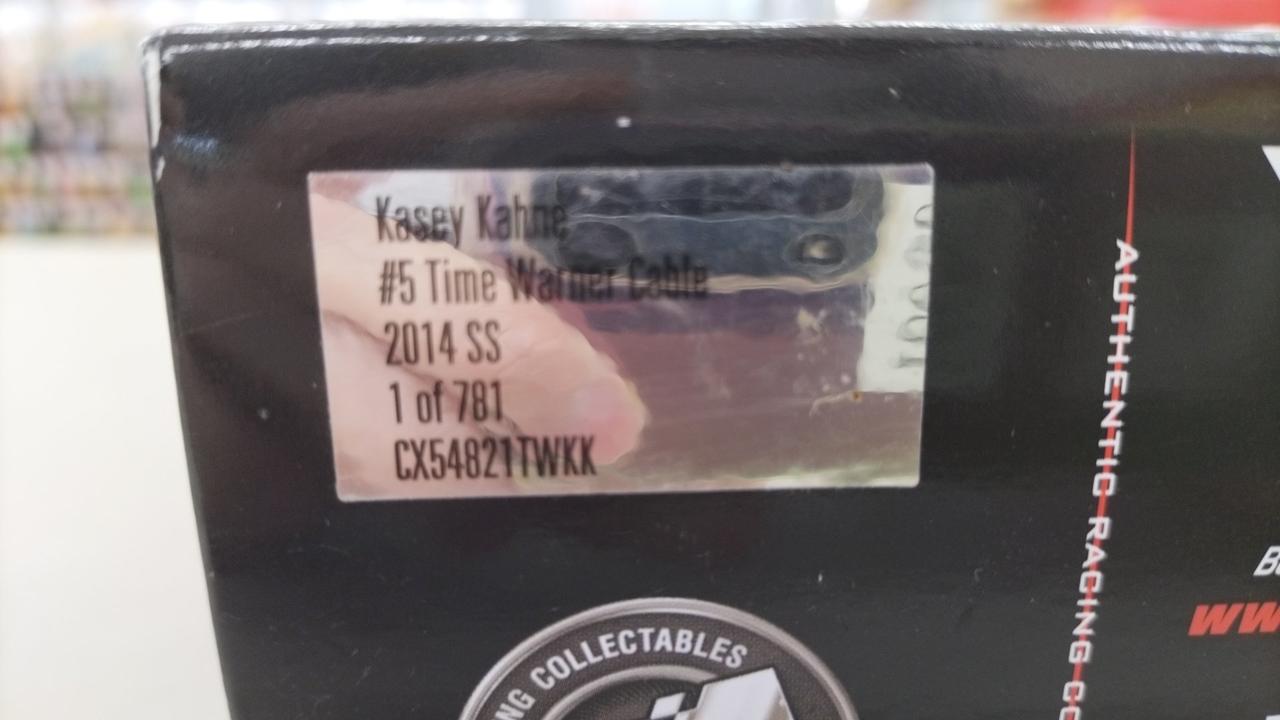 Kasey Kahne
#5 Time Warner Cable
2014 SS
1 of 781
CX54821TWKK
AUTHENTIC RACING
COLLECTABLES